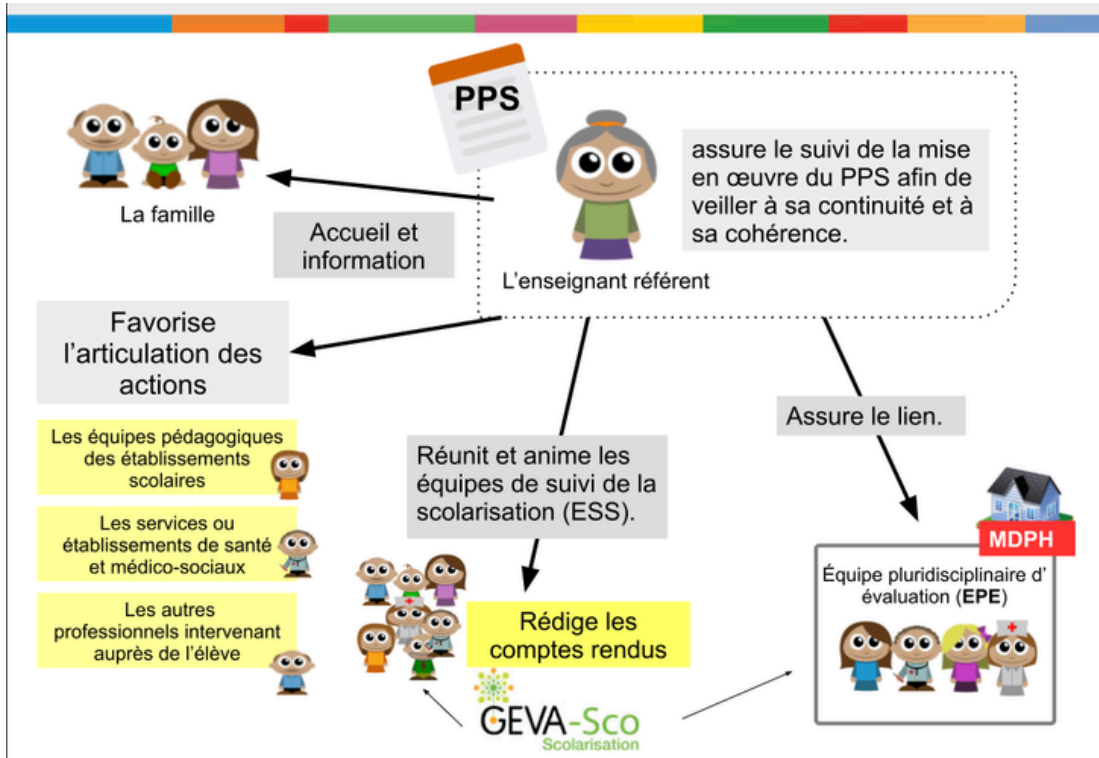 PPS
assure le suivi de la mise
en œuvre du PPS afin de
veiller à sa continuité et à
sa cohérence.
L'enseignant référent
La famille
Accueil et
information
Favorise
l'articulation des
actions
Les équipes pédagogiques
des établissements
scolaires
Les services ou
établissements de santé
et médico-sociaux
Les autres
professionnels intervenant
auprès de l'élève
Réunit et anime les
équipes de suivi de la
scolarisation (ESS).
Rédige les
comptes rendus
GEVA-Sco
Scolarisation
Assure le lien.
MDPH
Équipe pluridisciplinaire d'
évaluation (EPE)